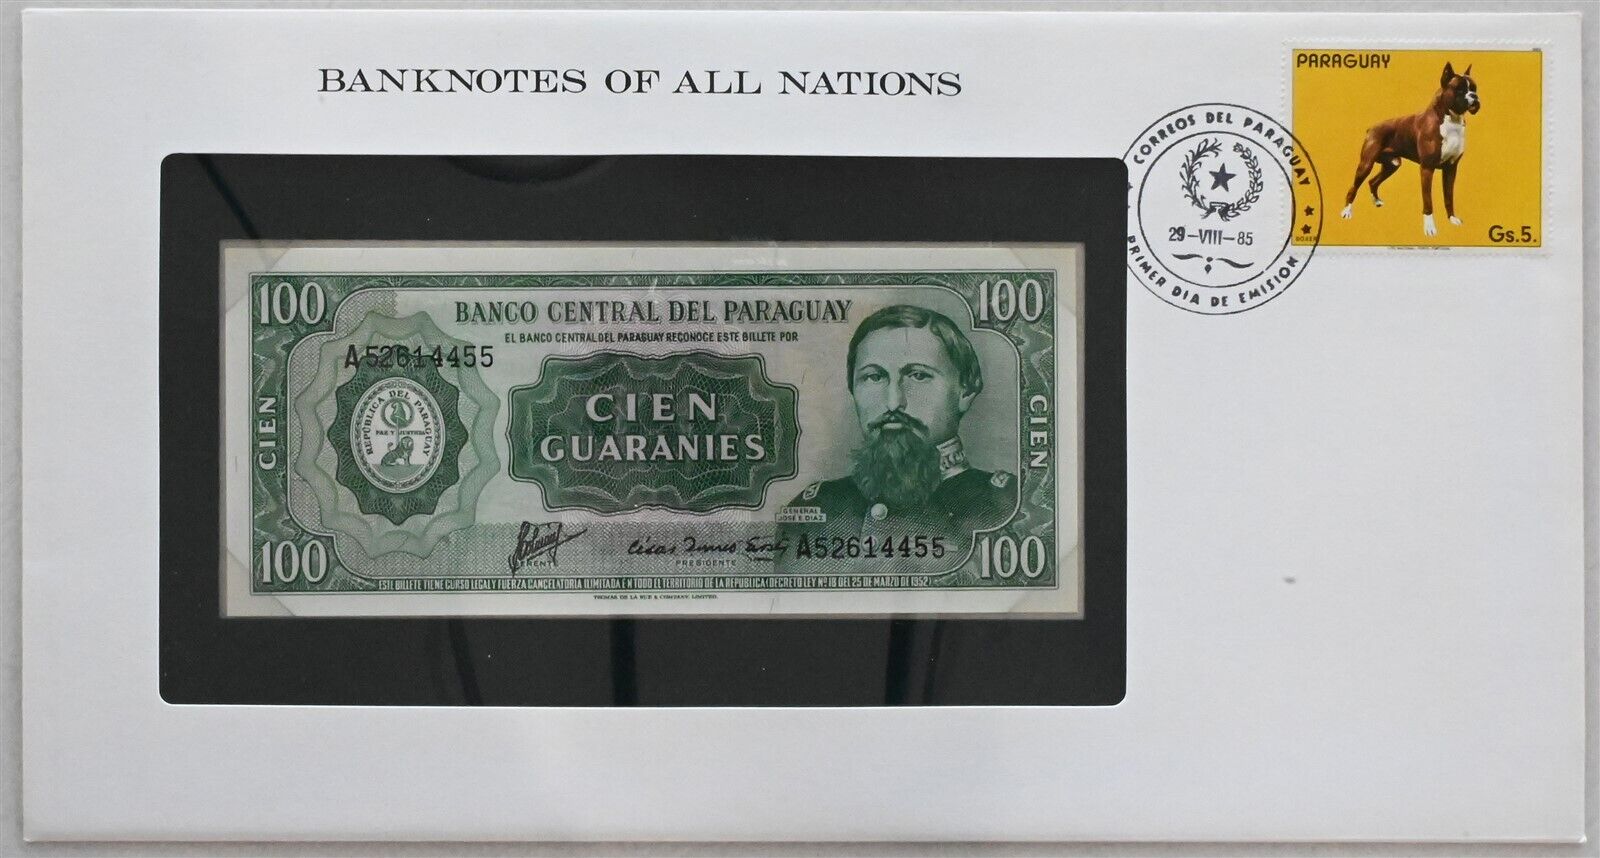 BANKNOTES OF ALL NATIONS
PARAGUAY
BOXER
Gs.5.
CORREOS DEL PARAGUAY
29-VIII-85
PRIMER DIA DE EMISION
100
BANCO CENTRAL DEL PARAGUAY
100
EL BANCO CENTRAL DEL PARAGUAY RECONOCE ESTE BILLETE POR
A52614455
REPÚBLICA DEL PARAGUAY
PAZ Y JUSTICIA
CIEN
CIEN
GUARANIES
CIEN
GENERAL
JOSÉ E. DIAZ
A52614455
PRESIDENTE
100
100
ESTE BILLETE TIENE CURSO LEGAL Y FUERZA CANCELATORIA ILIMITADA EN TODO EL TERRITORIO DE LA REPUBLICA (DECRETO LEY Nº 18 DEL 25 DE MARZO DE 1952)
THOMAS DE LA RUE & COMPANY, LIMITED.